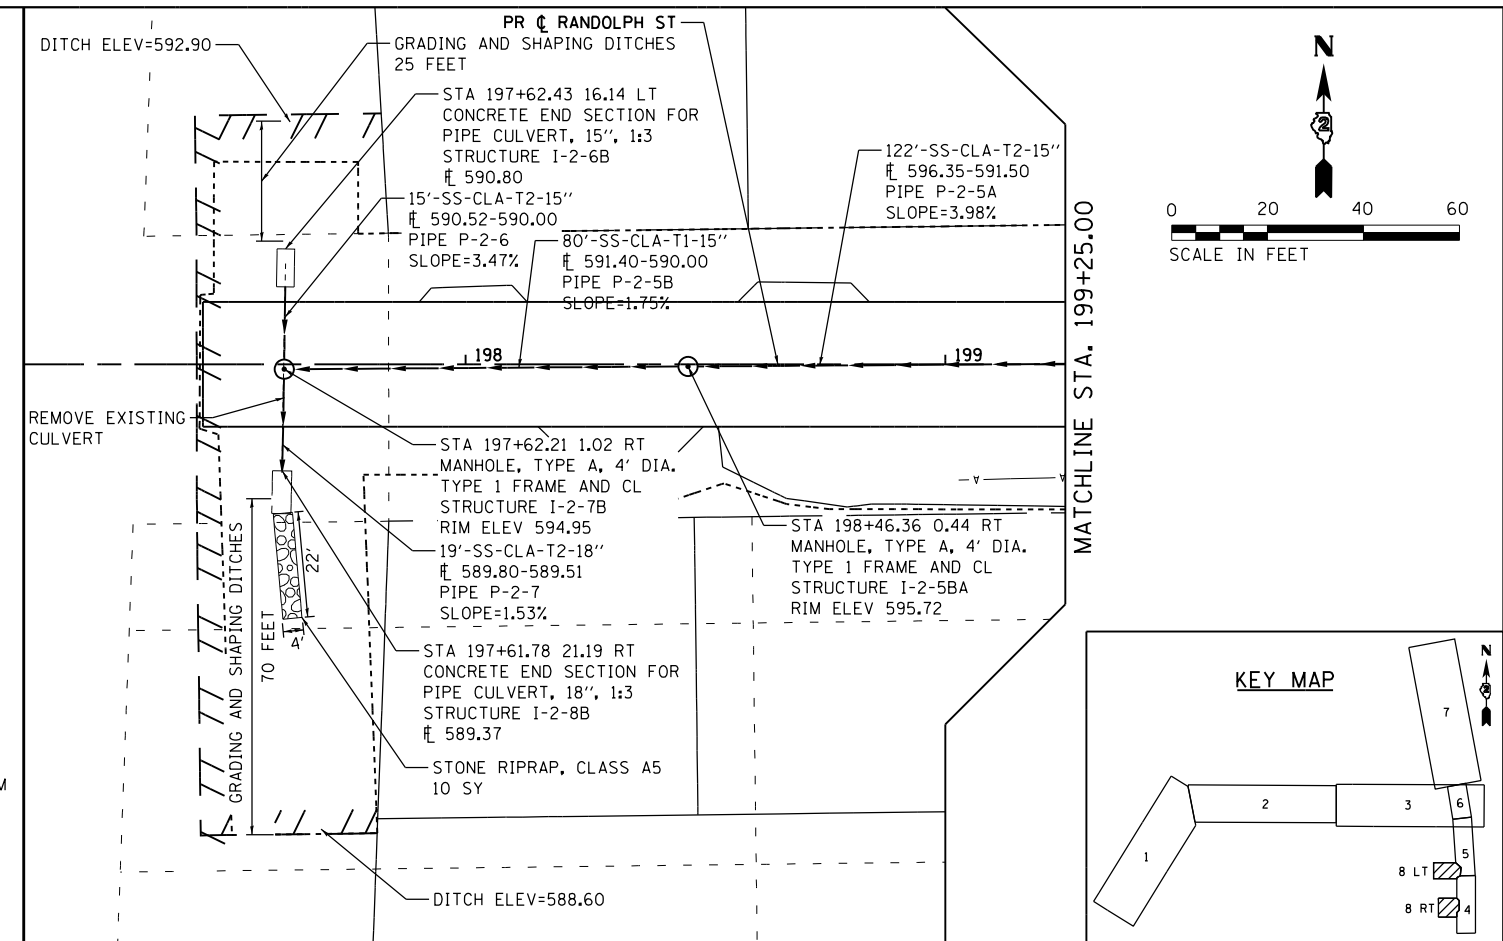 PR ℄ RANDOLPH ST
DITCH ELEV=592.90
GRADING AND SHAPING DITCHES
25 FEET
STA 197+62.43 16.14 LT
CONCRETE END SECTION FOR
PIPE CULVERT, 15", 1:3
STRUCTURE I-2-6B
FL 590.80
15'-SS-CLA-T2-15"
FL 590.52-590.00
PIPE P-2-6
SLOPE=3.47%
80'-SS-CLA-T1-15"
FL 591.40-590.00
PIPE P-2-5B
SLOPE=1.75%
122'-SS-CLA-T2-15"
FL 596.35-591.50
PIPE P-2-5A
SLOPE=3.98%
N
2
0 20 40 60
SCALE IN FEET
MATCHLINE STA. 199+25.00
198
199
REMOVE EXISTING
CULVERT
STA 197+62.21 1.02 RT
MANHOLE, TYPE A, 4' DIA.
TYPE 1 FRAME AND CL
STRUCTURE I-2-7B
RIM ELEV 594.95
19'-SS-CLA-T2-18"
FL 589.80-589.51
PIPE P-2-7
SLOPE=1.53%
STA 198+46.36 0.44 RT
MANHOLE, TYPE A, 4' DIA.
TYPE 1 FRAME AND CL
STRUCTURE I-2-5BA
RIM ELEV 595.72
22'
4'
GRADING AND SHAPING DITCHES
70 FEET
STA 197+61.78 21.19 RT
CONCRETE END SECTION FOR
PIPE CULVERT, 18", 1:3
STRUCTURE I-2-8B
FL 589.37
STONE RIPRAP, CLASS A5
10 SY
DITCH ELEV=588.60
M
KEY MAP
N
7
2
3
6
1
5
8 LT
8 RT
4